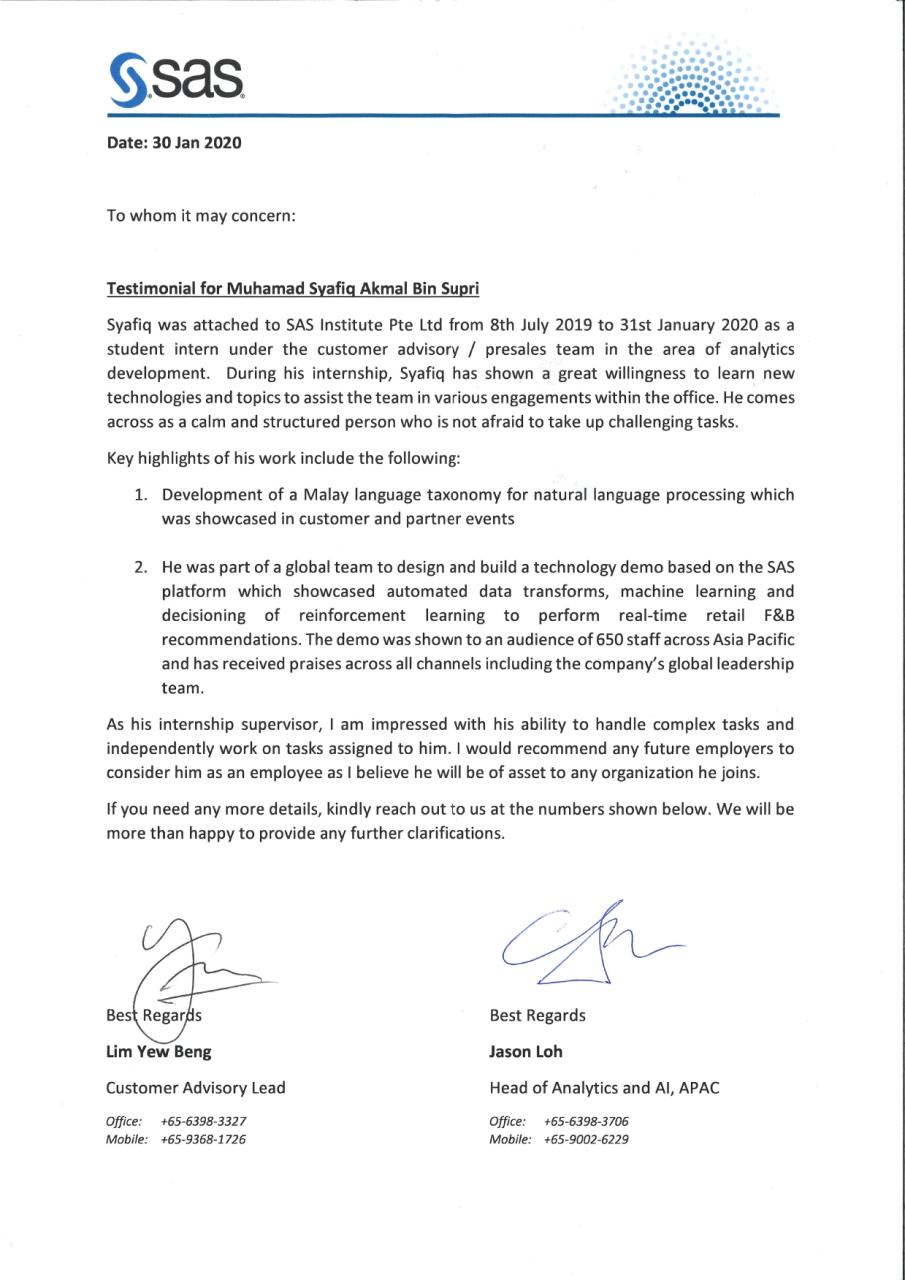 sas
Date: 30 Jan 2020
To whom it may concern:
Testimonial for Muhamad Syafiq Akmal Bin Supri
Syafiq was attached to SAS Institute Pte Ltd from 8th July 2019 to 31st January 2020 as a
student intern under the customer advisory / presales team in the area of analytics
development. During his internship, Syafiq has shown a great willingness to learn new
technologies and topics to assist the team in various engagements within the office. He comes
across as a calm and structured person who is not afraid to take up challenging tasks.
Key highlights of his work include the following:
1. Development of a Malay language taxonomy for natural language processing which
was showcased in customer and partner events
2. He was part of a global team to design and build a technology demo based on the SAS
platform which showcased automated data transforms, machine learning and
decisioning of reinforcement learning to perform real-time retail F&B
recommendations. The demo was shown to an audience of 650 staff across Asia Pacific
and has received praises across all channels including the company's global leadership
team.
As his internship supervisor, I am impressed with his ability to handle complex tasks and
independently work on tasks assigned to him. I would recommend any future employers to
consider him as an employee as I believe he will be of asset to any organization he joins.
If you need any more details, kindly reach out to us at the numbers shown below. We will be
more than happy to provide any further clarifications.
Best Regards
Lim Yew Beng
Customer Advisory Lead
Office: +65-6398-3327
Mobile: +65-9368-1726
Best Regards
Jason Loh
Head of Analytics and AI, APAC
Office: +65-6398-3706
Mobile: +65-9002-6229